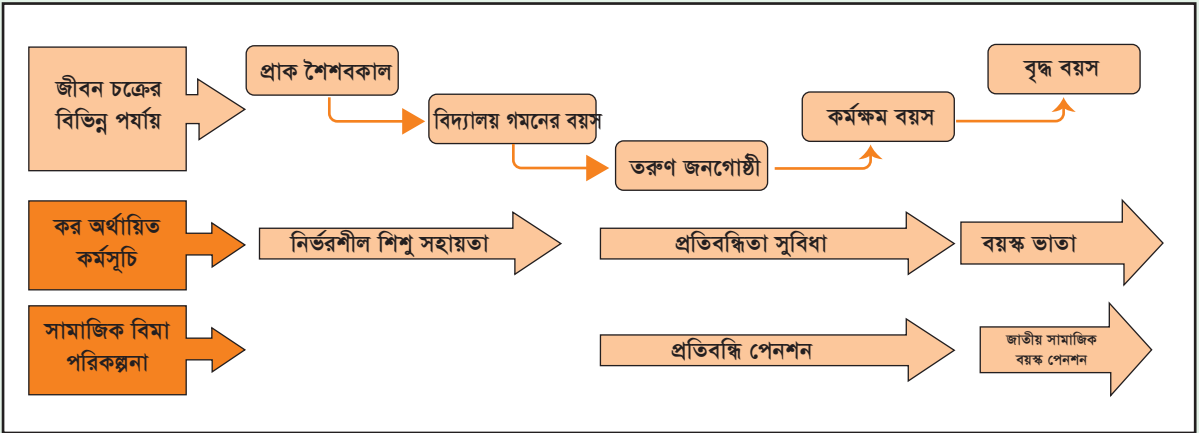 জীবন চক্রের
বিভিন্ন পর্যায়
প্রাক শৈশবকাল
বিদ্যালয় গমনের বয়স
তরুণ জনগোষ্ঠী
কর্মক্ষম বয়স
বৃদ্ধ বয়স
কর অর্থায়িত
কর্মসূচি
নির্ভরশীল শিশু সহায়তা
প্রতিবন্ধিতা সুবিধা
বয়স্ক ভাতা
সামাজিক বিমা
পরিকল্পনা
প্রতিবন্ধি পেনশন
জাতীয় সামাজিক
বয়স্ক পেনশন